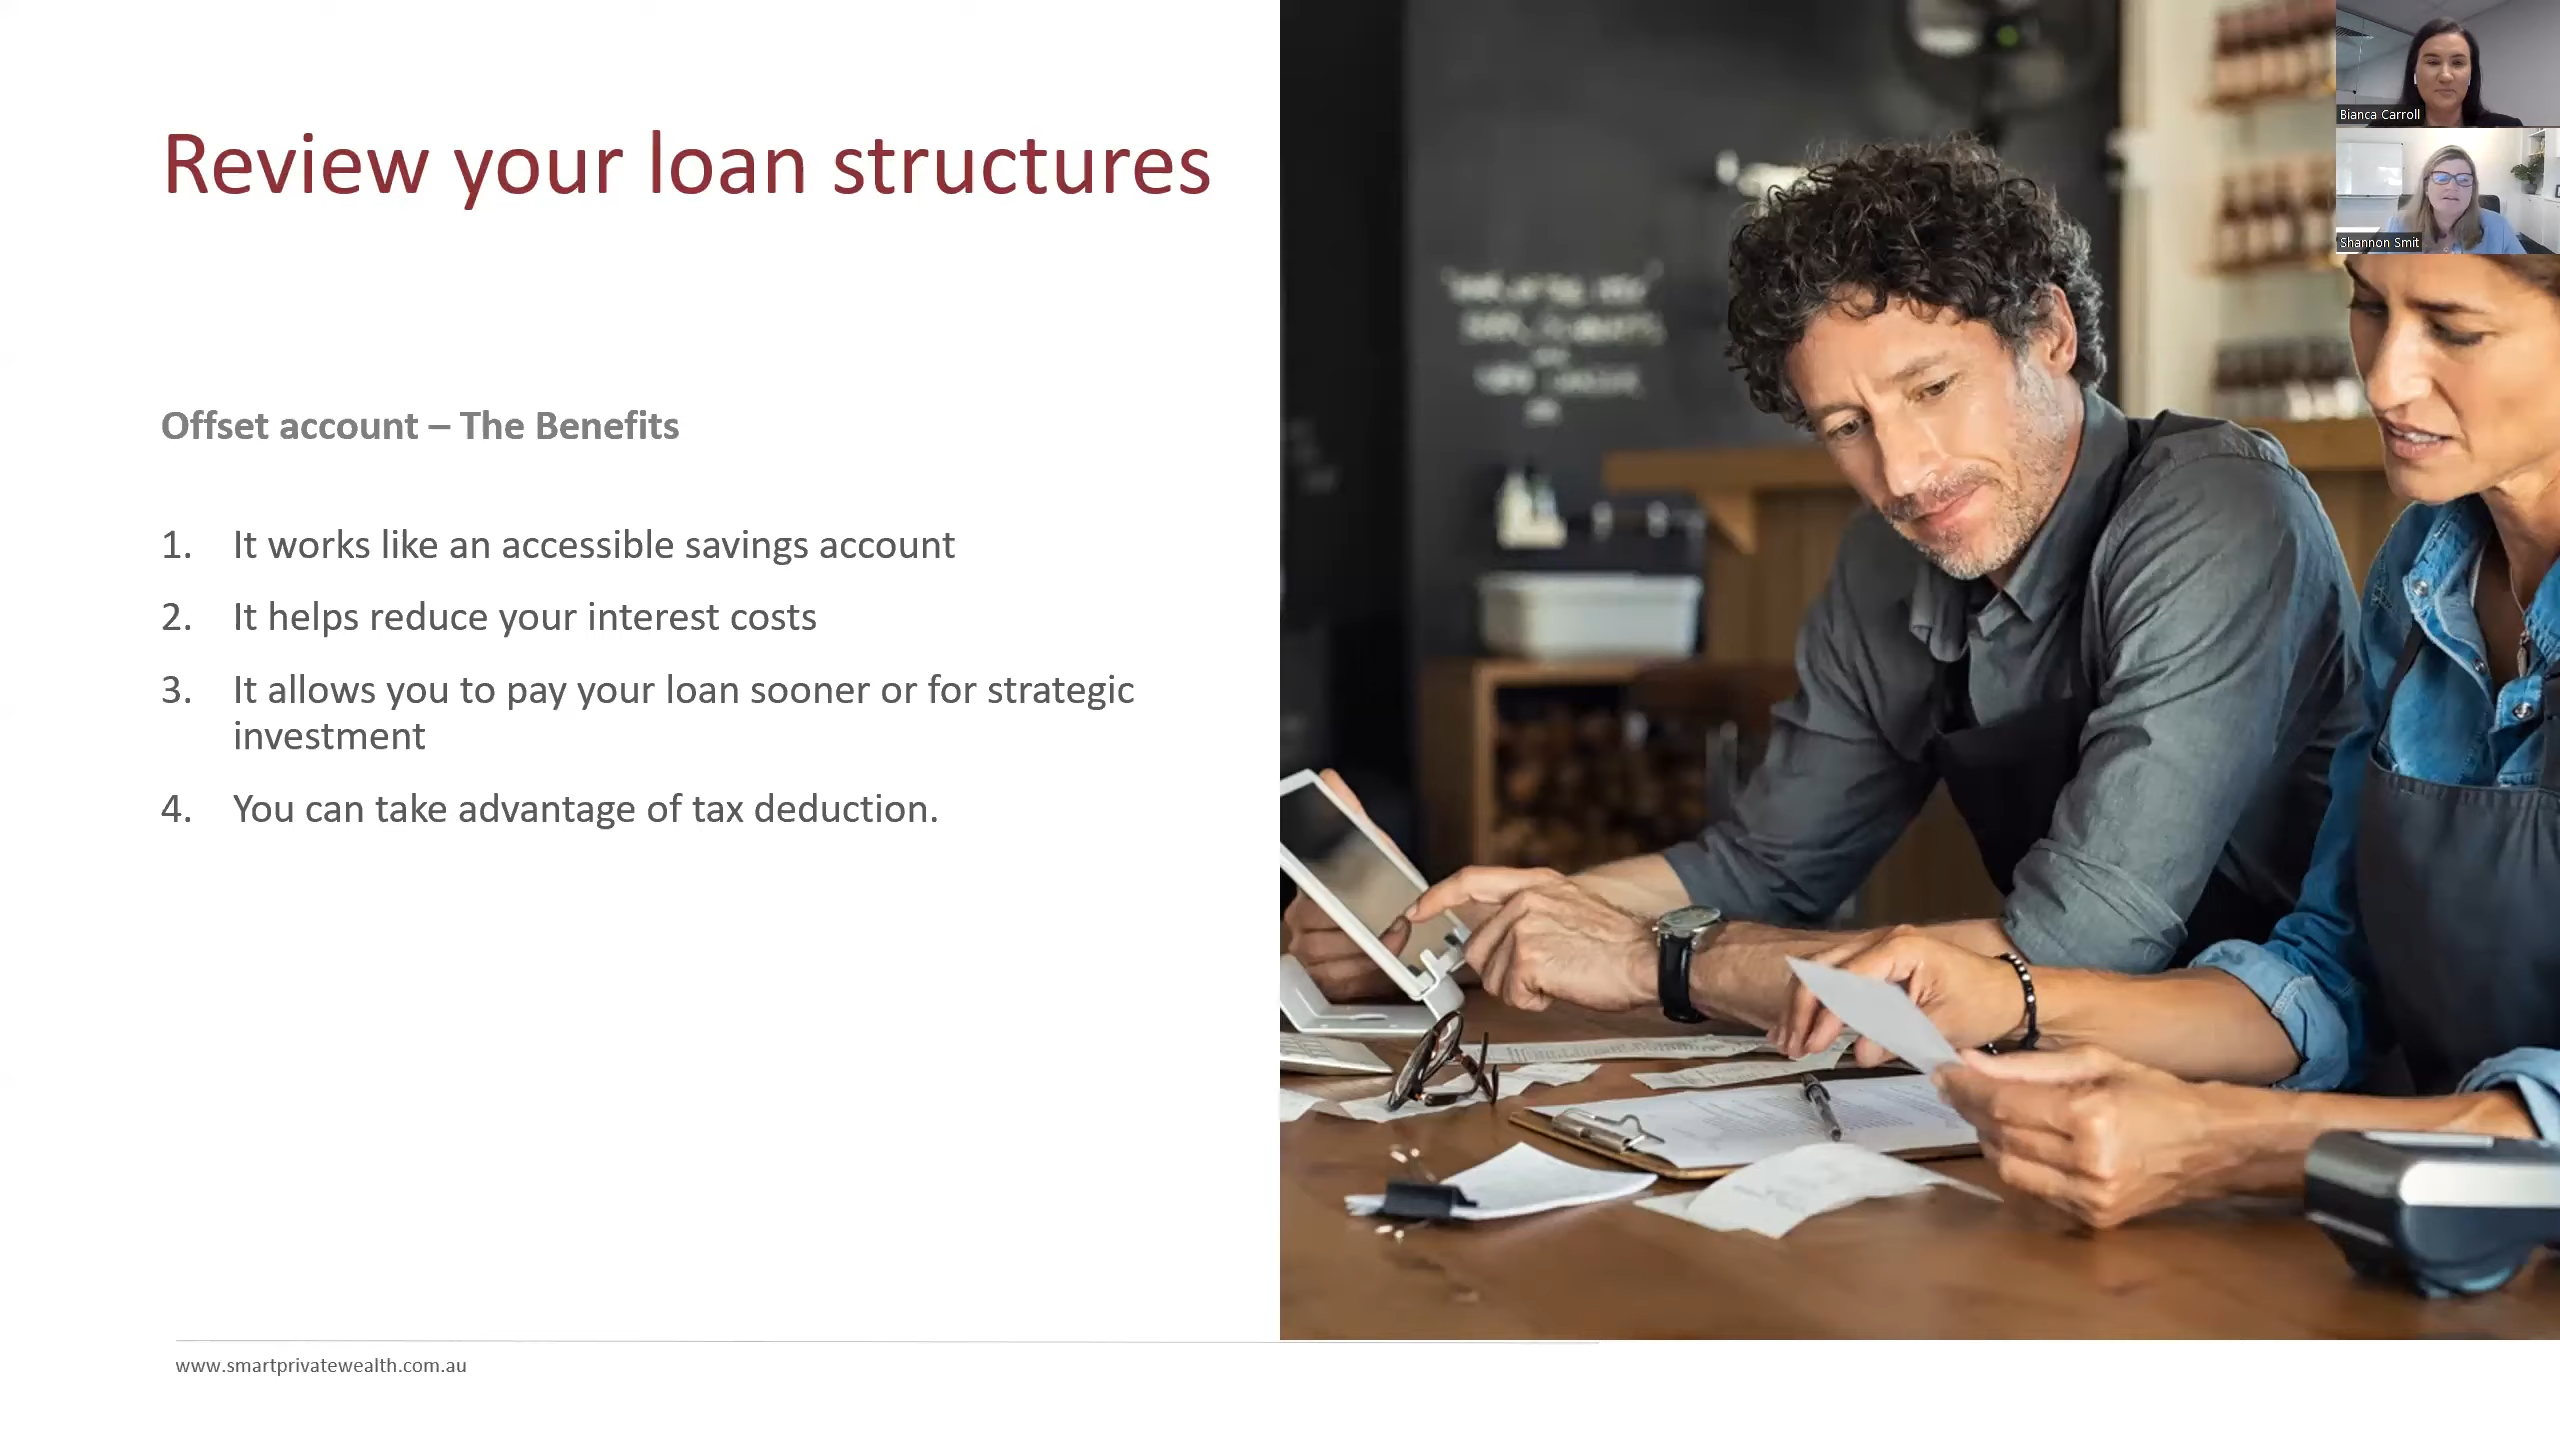 Review your loan structures
Offset account – The Benefits
1. It works like an accessible savings account
2. It helps reduce your interest costs
3. It allows you to pay your loan sooner or for strategic
investment
4. You can take advantage of tax deduction.
www.smartprivatewealth.com.au
Bianca Carroll
Shannon Smit